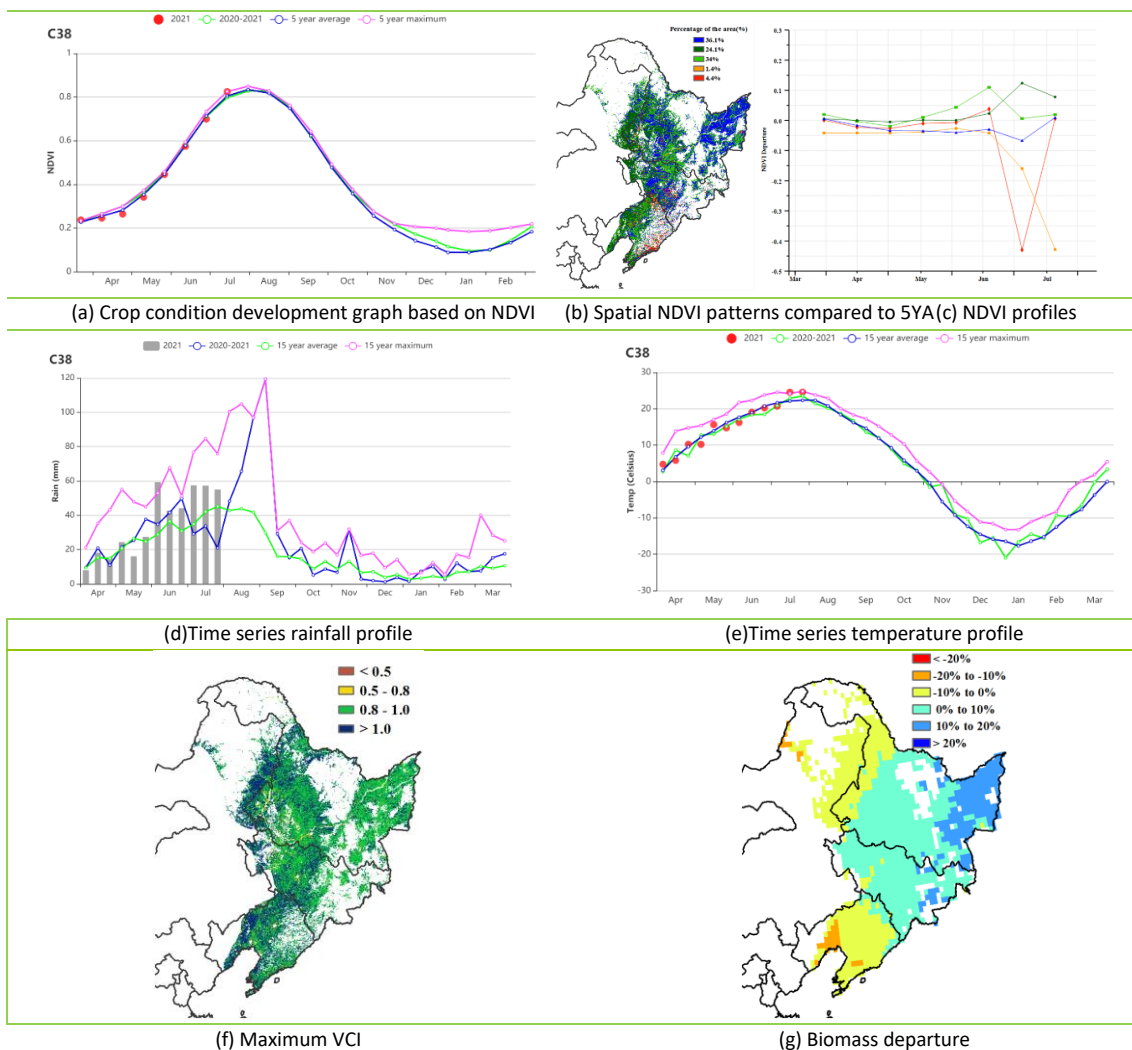 2021 2020-2021 5 year average 5 year maximum
C38
1
0.8
0.6
0.4
0.2
0
NDVI
Apr May Jun Jul Aug Sep Oct Nov Dec Jan Feb
Percentage of the area(%)
36.1%
24.1%
34%
1.4%
4.4%
0.3
0.2
0.1
0.0
-0.1
-0.2
-0.3
-0.4
-0.5
NDVI Departure
Mar Apr May Jun Jul
(a) Crop condition development graph based on NDVI (b) Spatial NDVI patterns compared to 5YA (c) NDVI profiles
2021 2020-2021 15 year average 15 year maximum
C38
120
100
80
60
40
20
0
Rain (mm)
Apr May Jun Jul Aug Sep Oct Nov Dec Jan Feb Mar
2021 2020-2021 15 year average 15 year maximum
C38
30
20
10
0
-10
-20
-30
Temp (Celsius)
Apr May Jun Jul Aug Sep Oct Nov Dec Jan Feb Mar
(d)Time series rainfall profile (e)Time series temperature profile
< 0.5
0.5 - 0.8
0.8 - 1.0
> 1.0
< -20%
-20% to -10%
-10% to 0%
0% to 10%
10% to 20%
> 20%
(f) Maximum VCI (g) Biomass departure